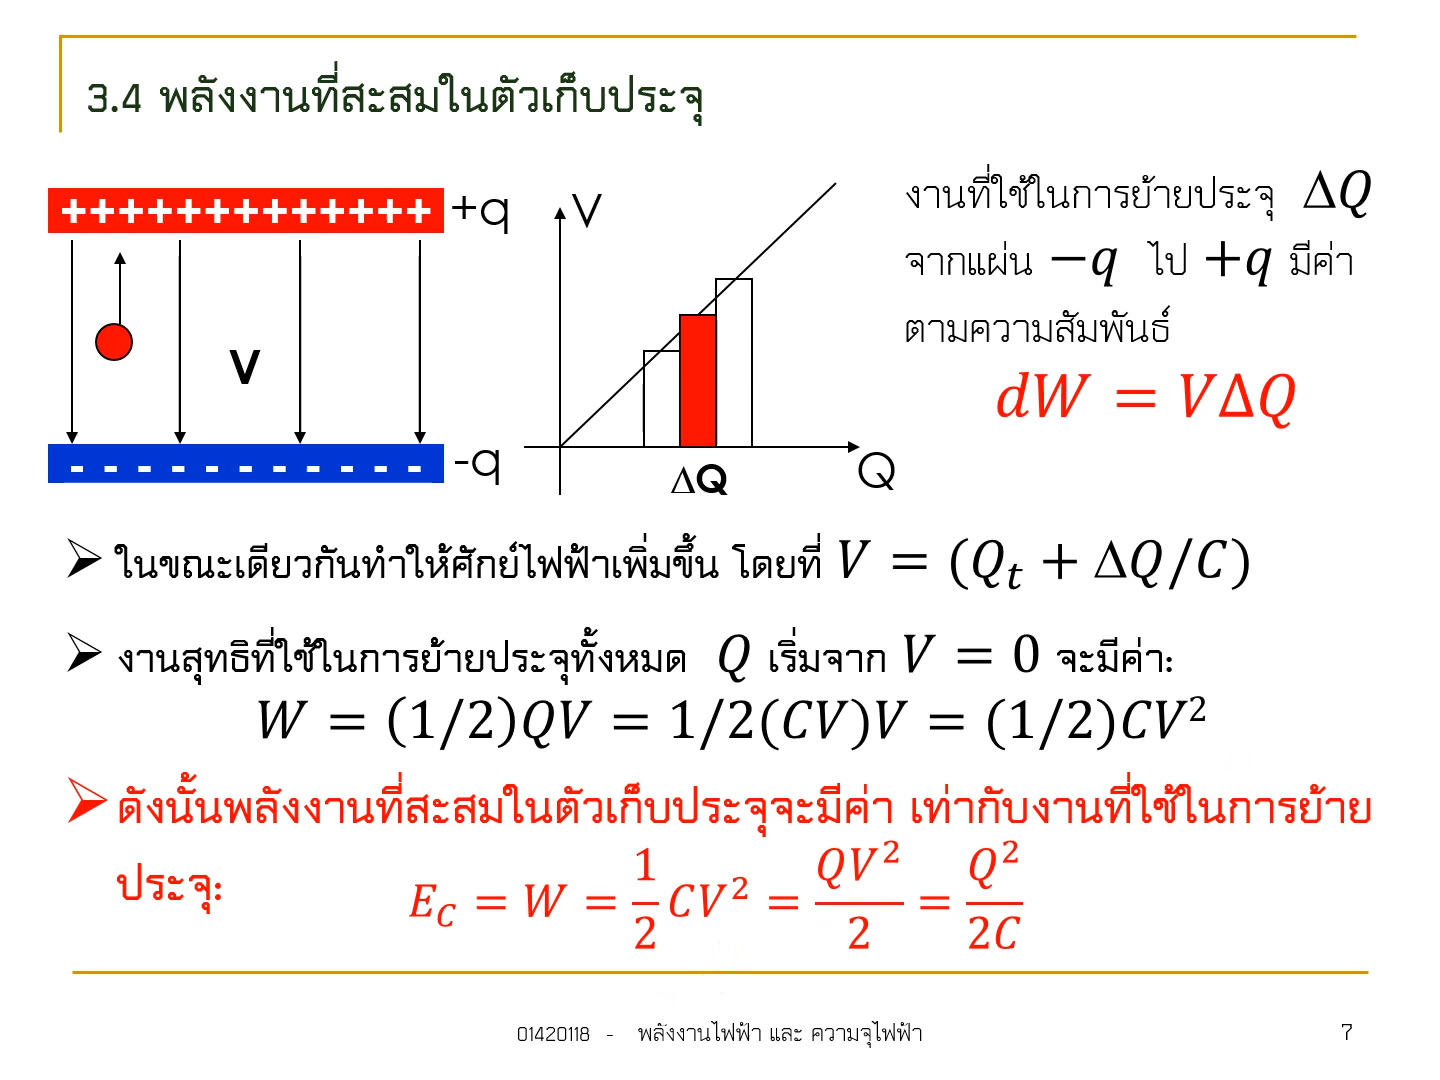 3.4 พลังงานที่สะสมในตัวเก็บประจุ
+++++++++++++ +q
V
- - - - - - - - - - - -q
V
ΔQ
Q
งานที่ใช้ในการย้ายประจุ ΔQ
จากแผ่น −q ไป +q มีค่า
ตามความสัมพันธ์
dW = VΔQ
➢ ในขณะเดียวกันทำให้ศักย์ไฟฟ้าเพิ่มขึ้น โดยที่ V = (Qₜ + ΔQ/C)
➢ งานสุทธิที่ใช้ในการย้ายประจุทั้งหมด Q เริ่มจาก V = 0 จะมีค่า:
W = (1/2)QV = 1/2(CV)V = (1/2)CV²
➢ ดังนั้นพลังงานที่สะสมในตัวเก็บประจุจะมีค่า เท่ากับงานที่ใช้ในการย้าย
ประจุ: E_C = W = 1/2 CV² = QV²/2 = Q²/2C
01420118 - พลังงานไฟฟ้า และ ความจุไฟฟ้า
7